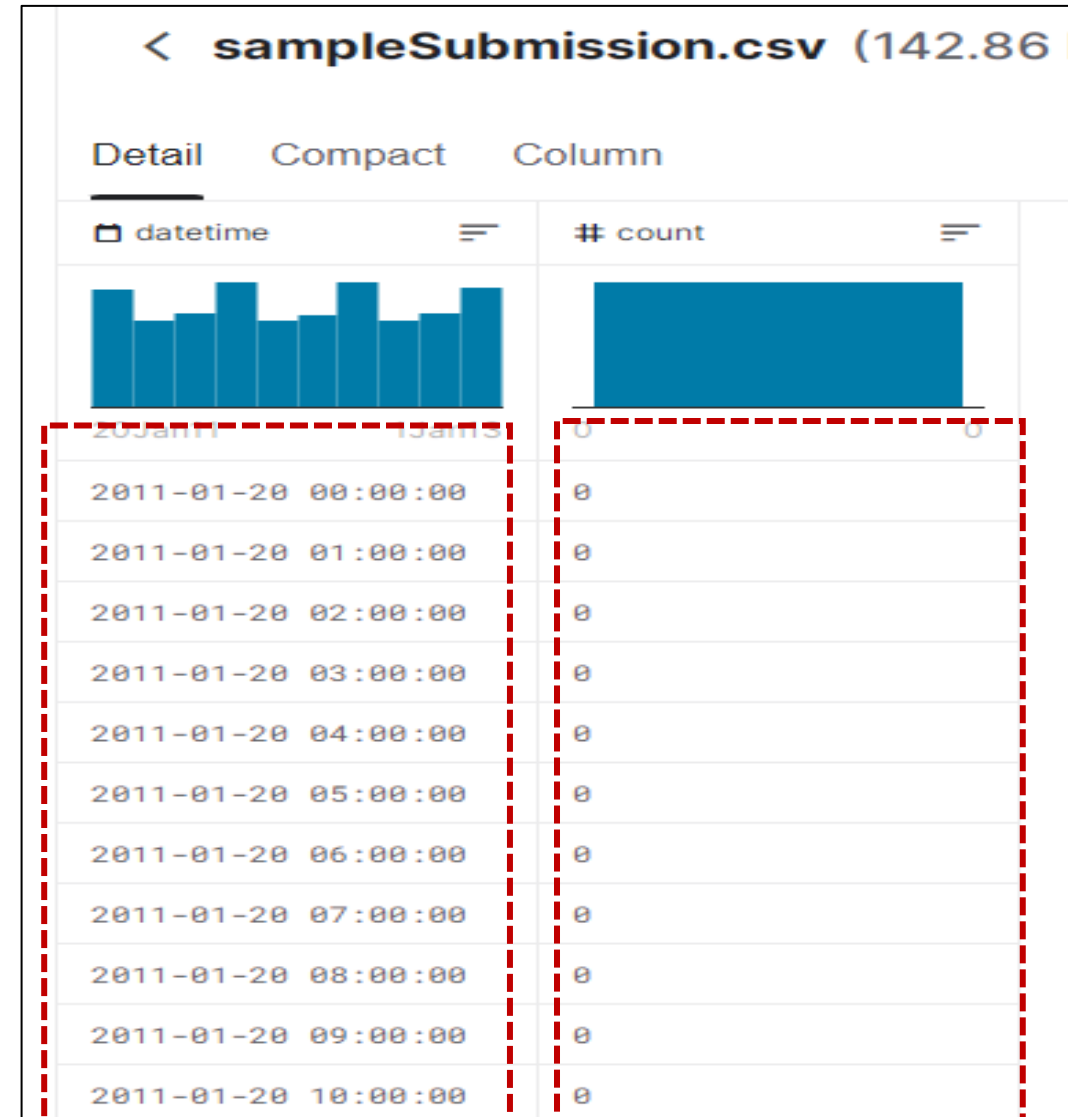 < sampleSubmission.csv (142.86
Detail Compact Column
datetime # count
20Jan11 1Jan13 0 0
2011-01-20 00:00:00 0
2011-01-20 01:00:00 0
2011-01-20 02:00:00 0
2011-01-20 03:00:00 0
2011-01-20 04:00:00 0
2011-01-20 05:00:00 0
2011-01-20 06:00:00 0
2011-01-20 07:00:00 0
2011-01-20 08:00:00 0
2011-01-20 09:00:00 0
2011-01-20 10:00:00 0